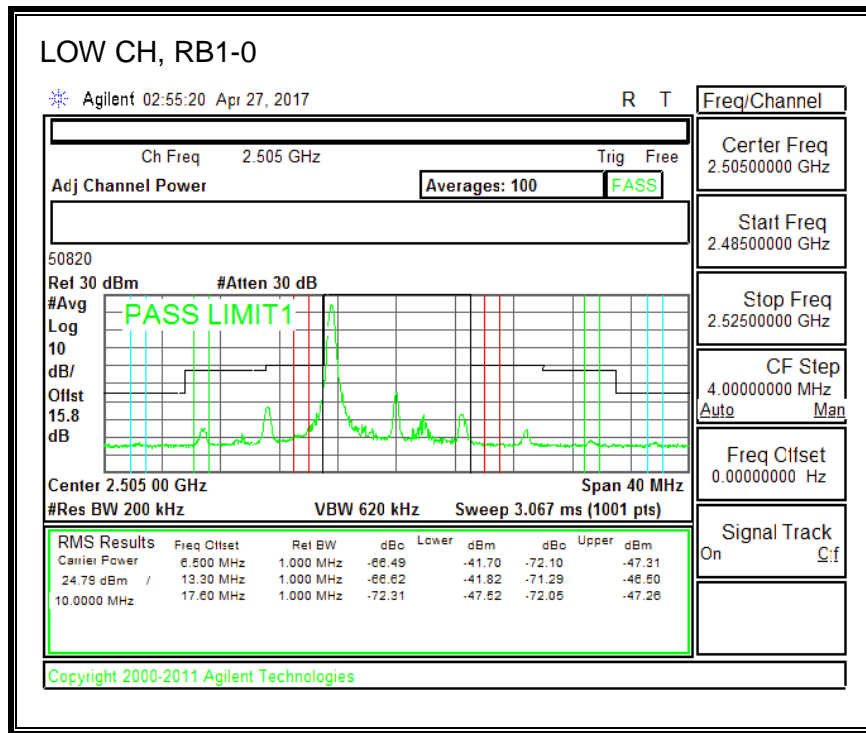 LOW CH, RB1-0
Agilent 02:55:20 Apr 27, 2017 R T
Ch Freq 2.505 GHz Trig Free
Adj Channel Power Averages: 100 PASS
50820
Ref 30 dBm #Atten 30 dB
#Avg
Log
10
dB/
Offst
15.8
dB
PASS LIMIT1
Center 2.505 00 GHz Span 40 MHz
#Res BW 200 kHz VBW 620 kHz Sweep 3.067 ms (1001 pts)
RMS Results Freq Offset Ref BW dBc Lower dBm dBc Upper dBm
Carrier Power 6.500 MHz 1.000 MHz -66.49 -41.70 -72.10 -47.31
24.79 dBm / 13.30 MHz 1.000 MHz -66.62 -41.82 -71.29 -46.50
10.0000 MHz 17.60 MHz 1.000 MHz -72.31 -47.52 -72.05 -47.26
Copyright 2000-2011 Agilent Technologies
Freq/Channel
Center Freq
2.50500000 GHz
Start Freq
2.48500000 GHz
Stop Freq
2.52500000 GHz
CF Step
4.00000000 MHz
Auto Man
Freq Offset
0.00000000 Hz
Signal Track
On Off